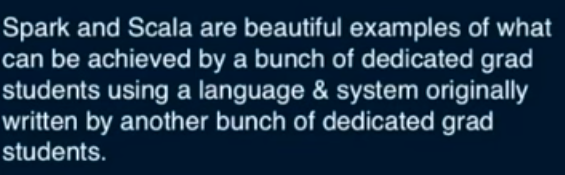 Spark and Scala are beautiful examples of what
can be achieved by a bunch of dedicated grad
students using a language & system originally
written by another bunch of dedicated grad
students.